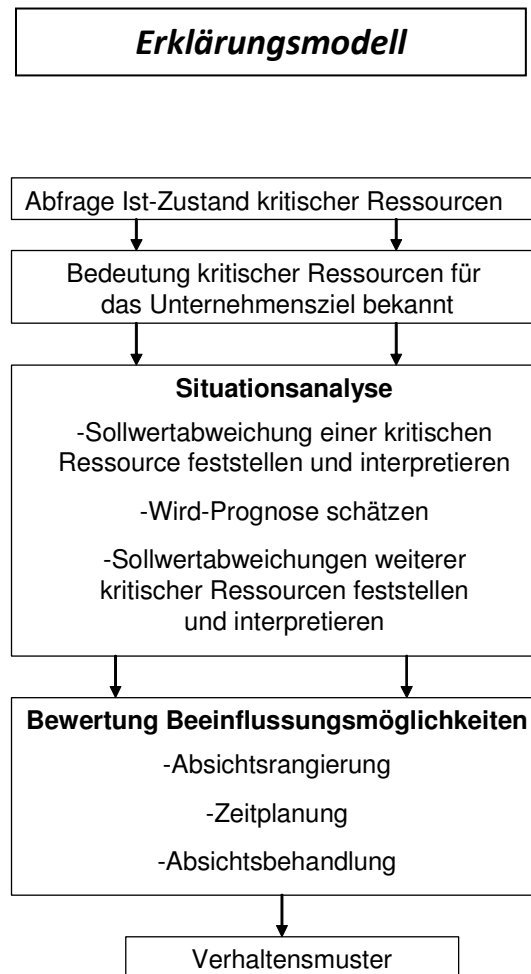 Erklärungsmodell
Abfrage Ist-Zustand kritischer Ressourcen
Bedeutung kritischer Ressourcen für
das Unternehmensziel bekannt
Situationsanalyse
-Sollwertabweichung einer kritischen
Ressource feststellen und interpretieren
-Wird-Prognose schätzen
-Sollwertabweichungen weiterer
kritischer Ressourcen feststellen
und interpretieren
Bewertung Beeinflussungsmöglichkeiten
-Absichtsrangierung
-Zeitplanung
-Absichtsbehandlung
Verhaltensmuster